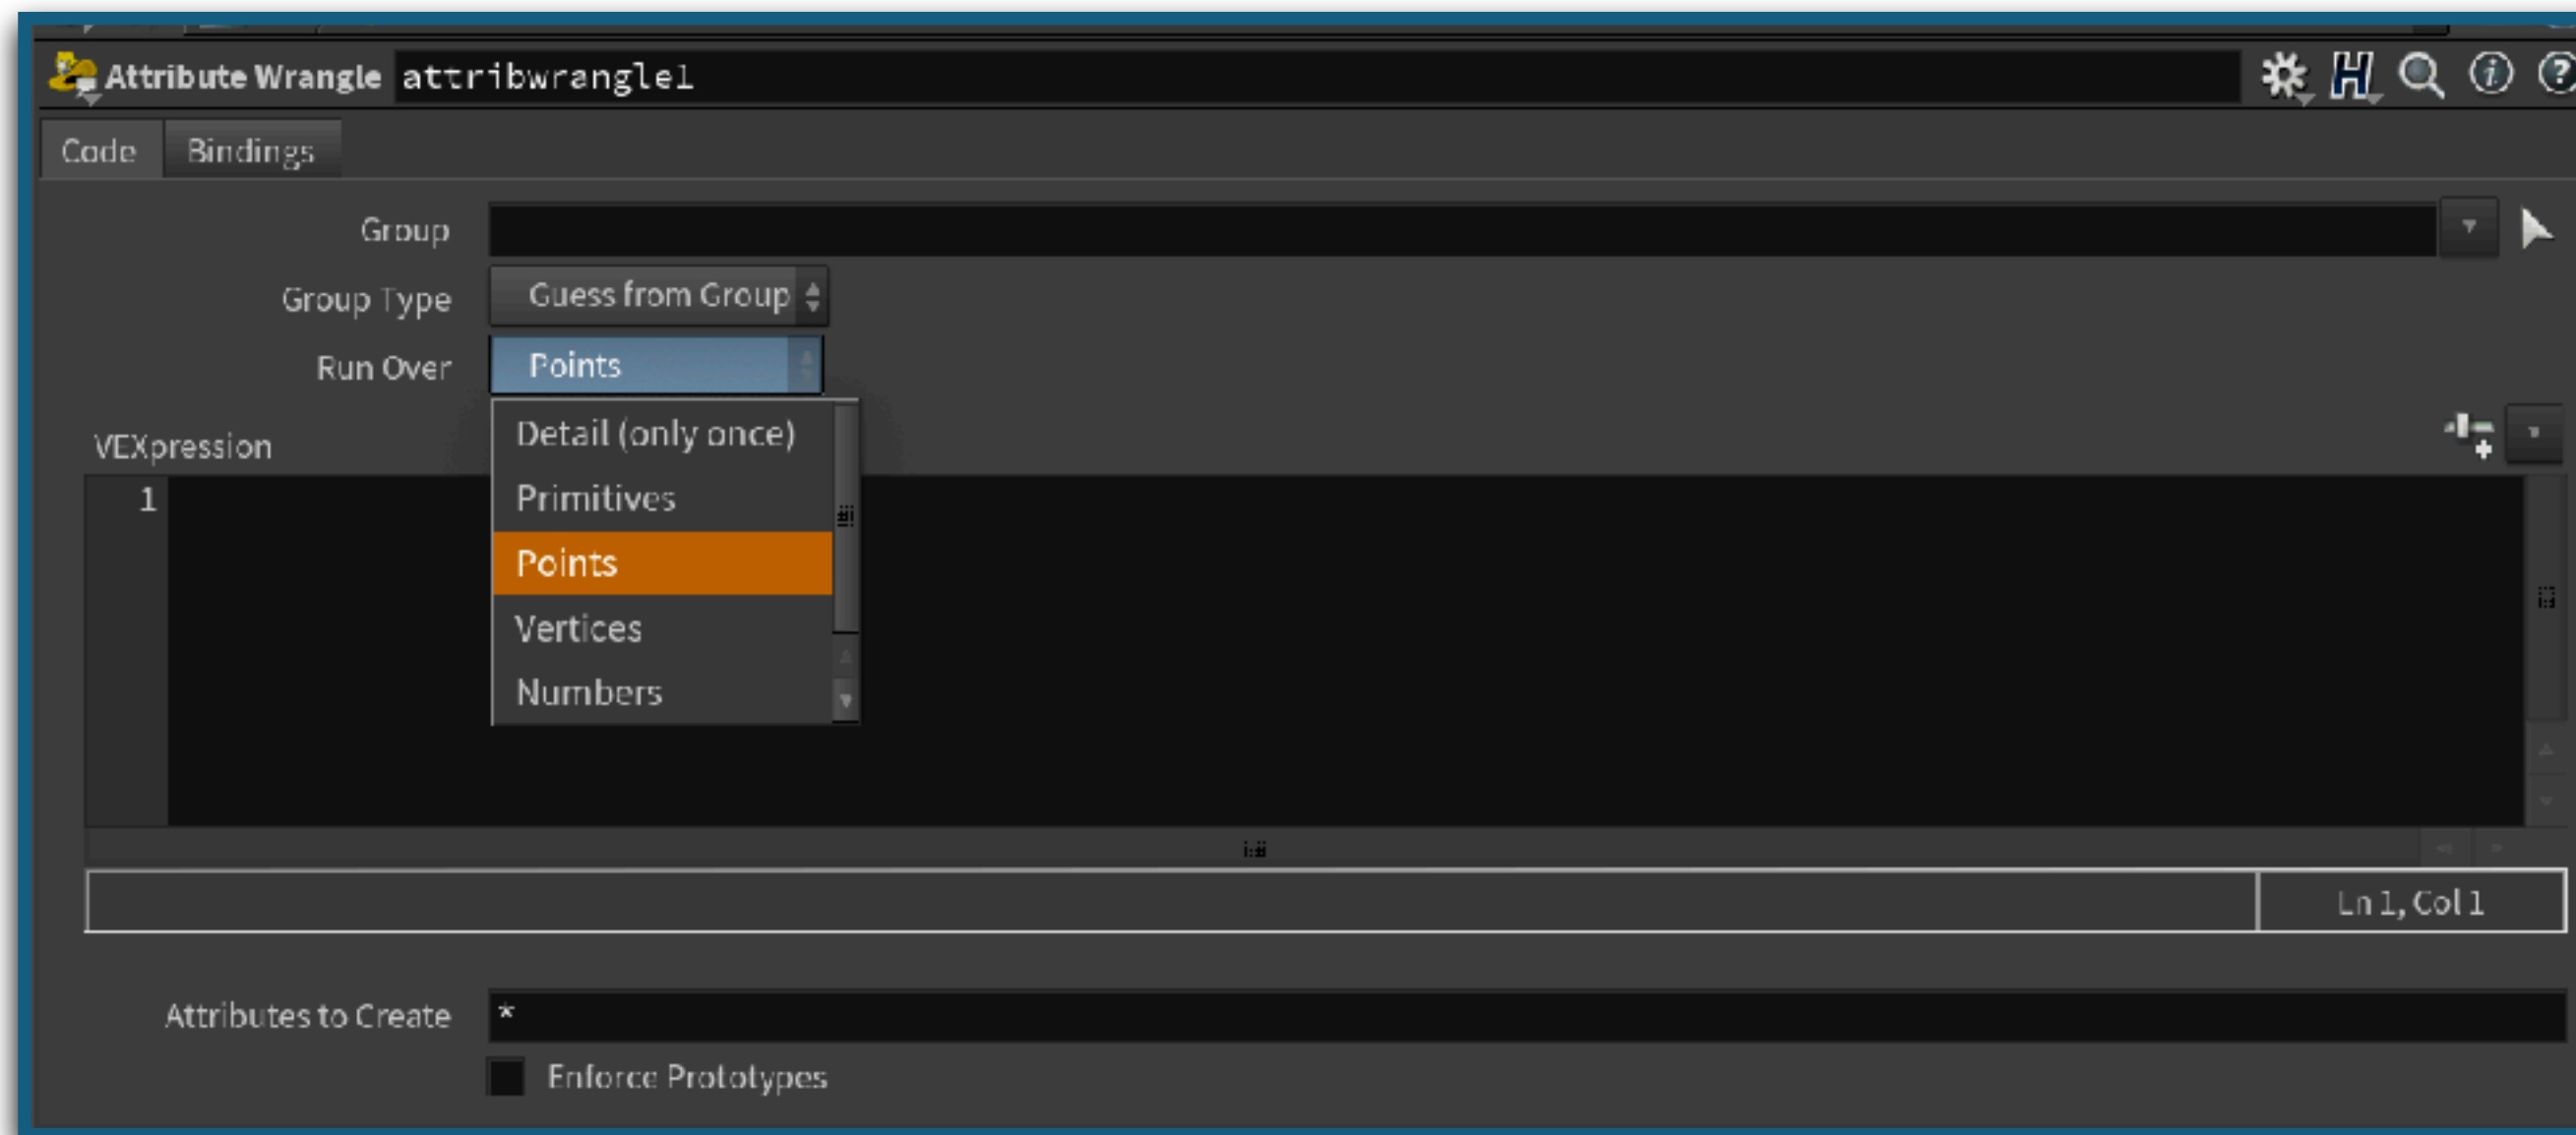 Attribute Wrangle attribwrangle1
Code Bindings
Group
Group Type Guess from Group
Run Over Points
Detail (only once)
VEXpression
Primitives
1
Points
Vertices
Numbers
Ln 1, Col 1
Attributes to Create *
Enforce Prototypes